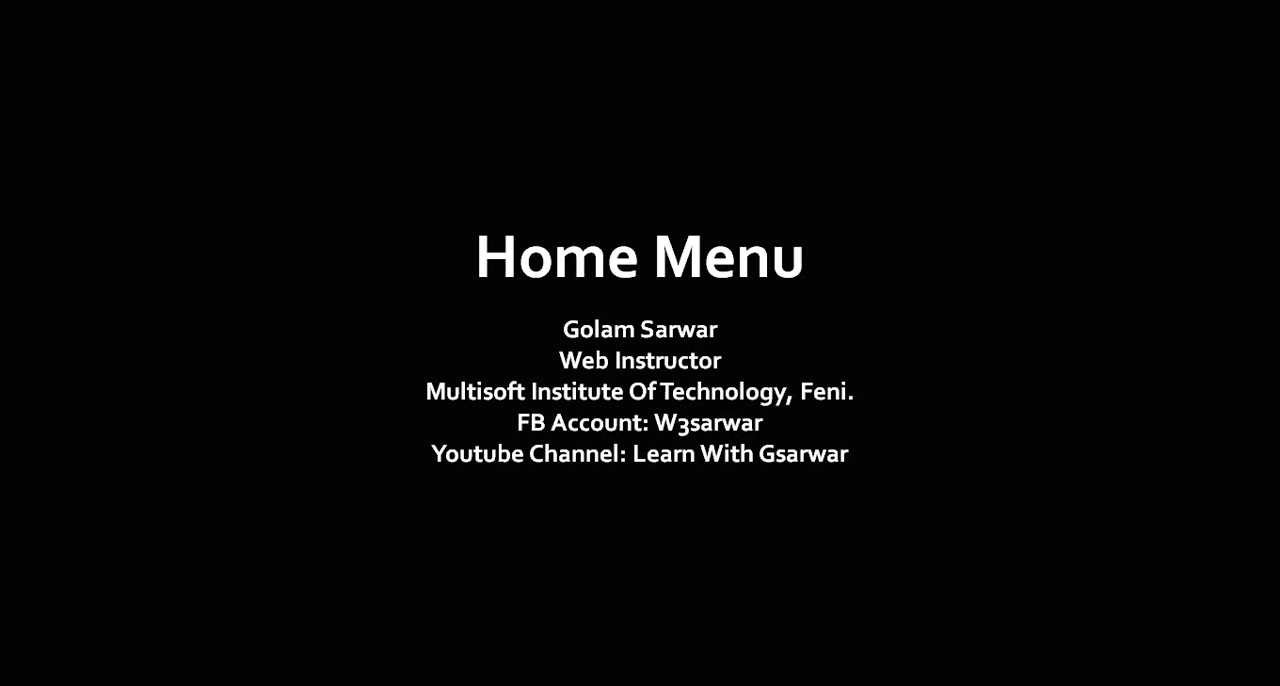 Home Menu
Golam Sarwar
Web Instructor
Multisoft Institute Of Technology, Feni.
FB Account: W3sarwar
Youtube Channel: Learn With Gsarwar